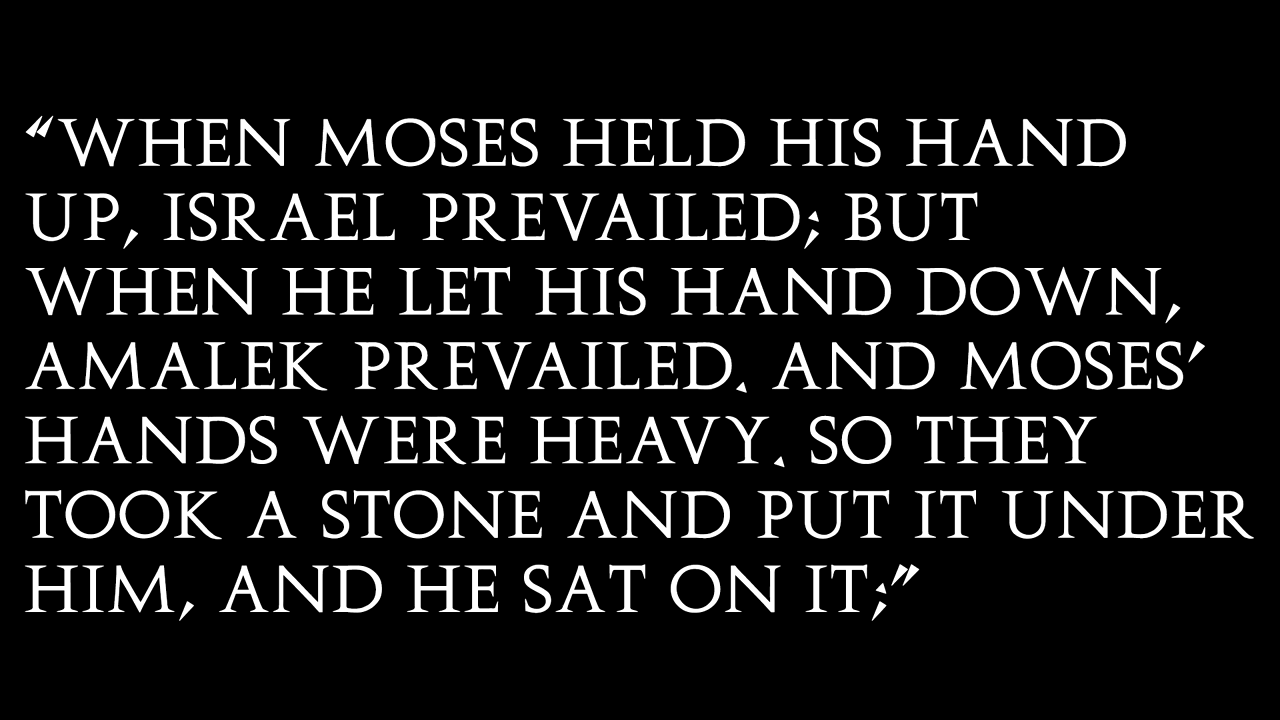 “WHEN MOSES HELD HIS HAND
UP, ISRAEL PREVAILED; BUT
WHEN HE LET HIS HAND DOWN,
AMALEK PREVAILED. AND MOSES’
HANDS WERE HEAVY. SO THEY
TOOK A STONE AND PUT IT UNDER
HIM, AND HE SAT ON IT;”